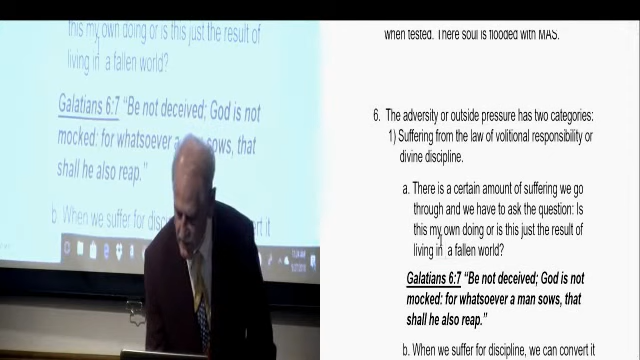 this my own doing or is this just the result of
living in a fallen world?
Galatians 6:7 "Be not deceived; God is not
mocked: for whatsoever a man sows, that
shall he also reap."
b. When we suffer for disci
vert it
when tested. There soul is flooded with MAS.
6. The adversity or outside pressure has two categories:
1) Suffering from the law of volitional responsibility or
divine discipline.
a. There is a certain amount of suffering we go
through and we have to ask the question: Is
this my own doing or is this just the result of
living in a fallen world?
Galatians 6:7 "Be not deceived; God is not
mocked: for whatsoever a man sows, that
shall he also reap."
b. When we suffer for discipline, we can convert it